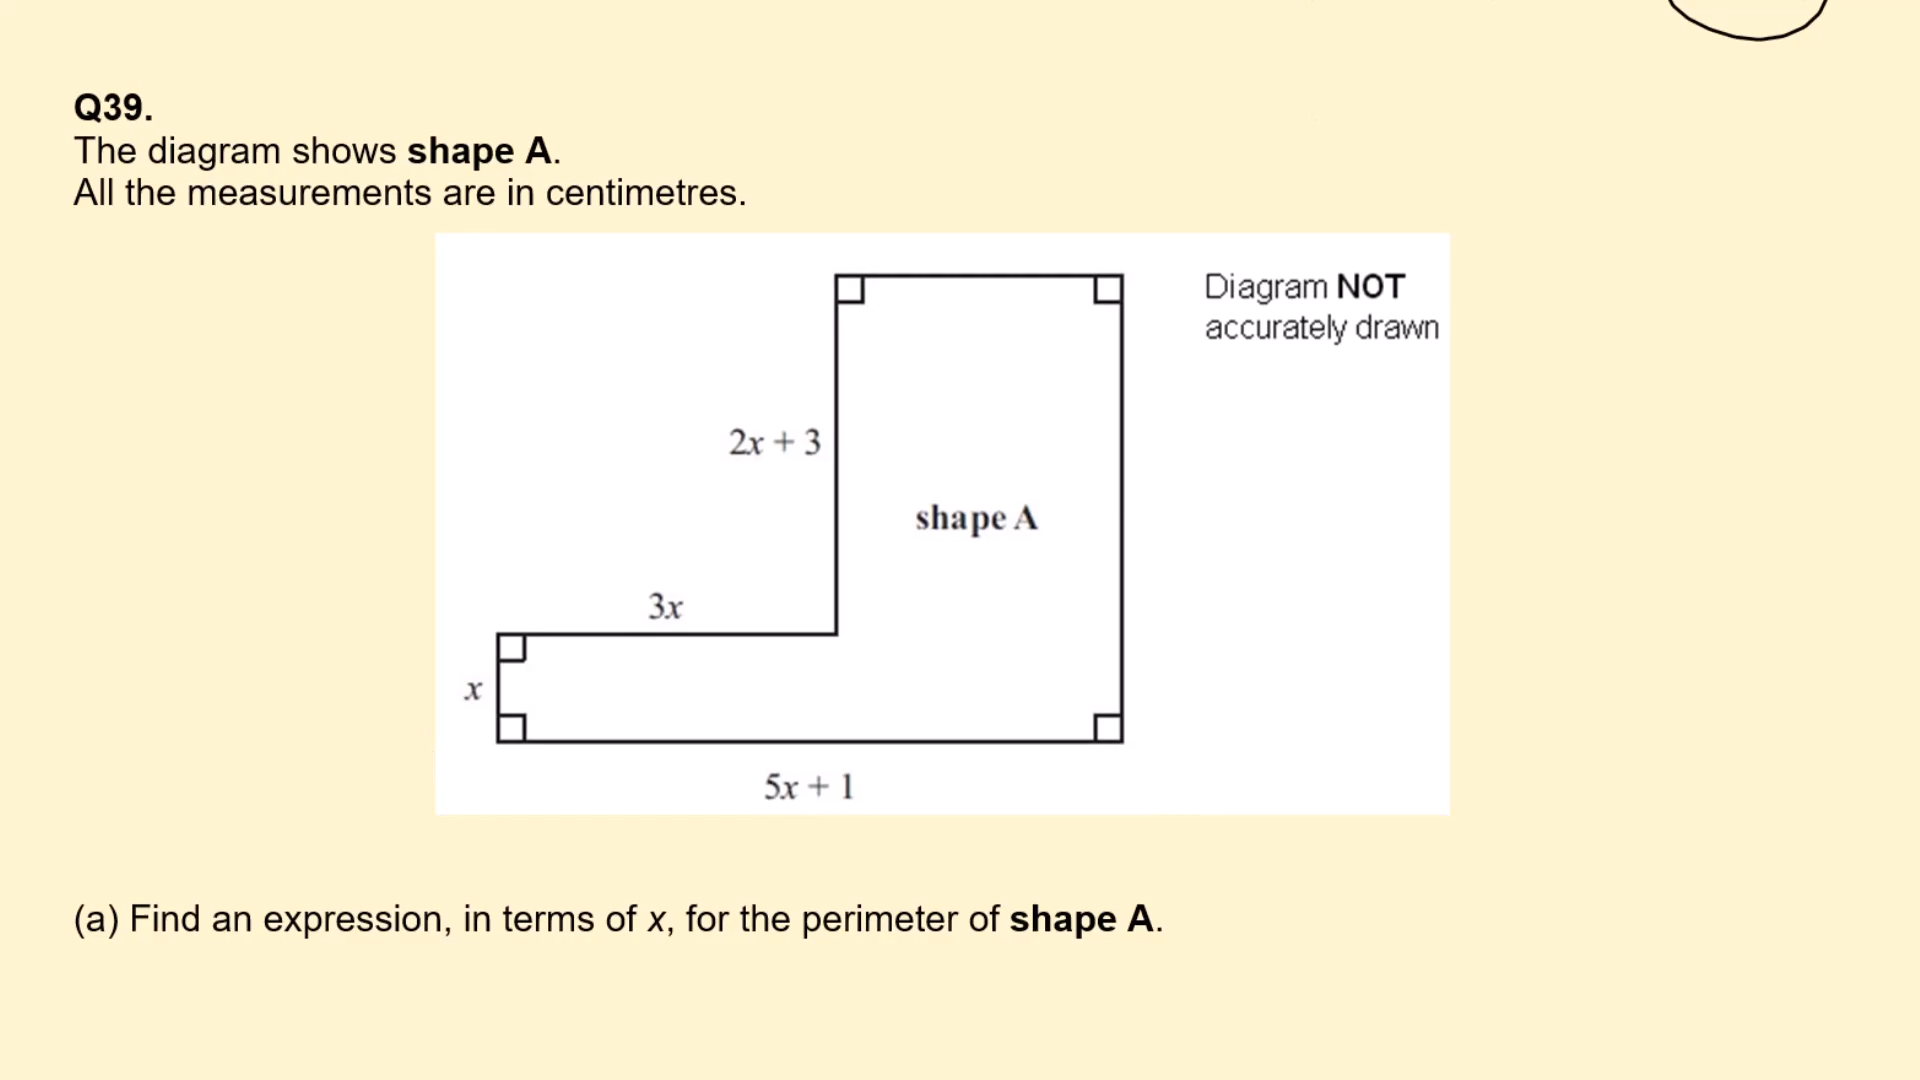 Q39.
The diagram shows shape A.
All the measurements are in centimetres.
Diagram NOT
accurately drawn
2x + 3
shape A
3x
x
5x + 1
(a) Find an expression, in terms of x, for the perimeter of shape A.